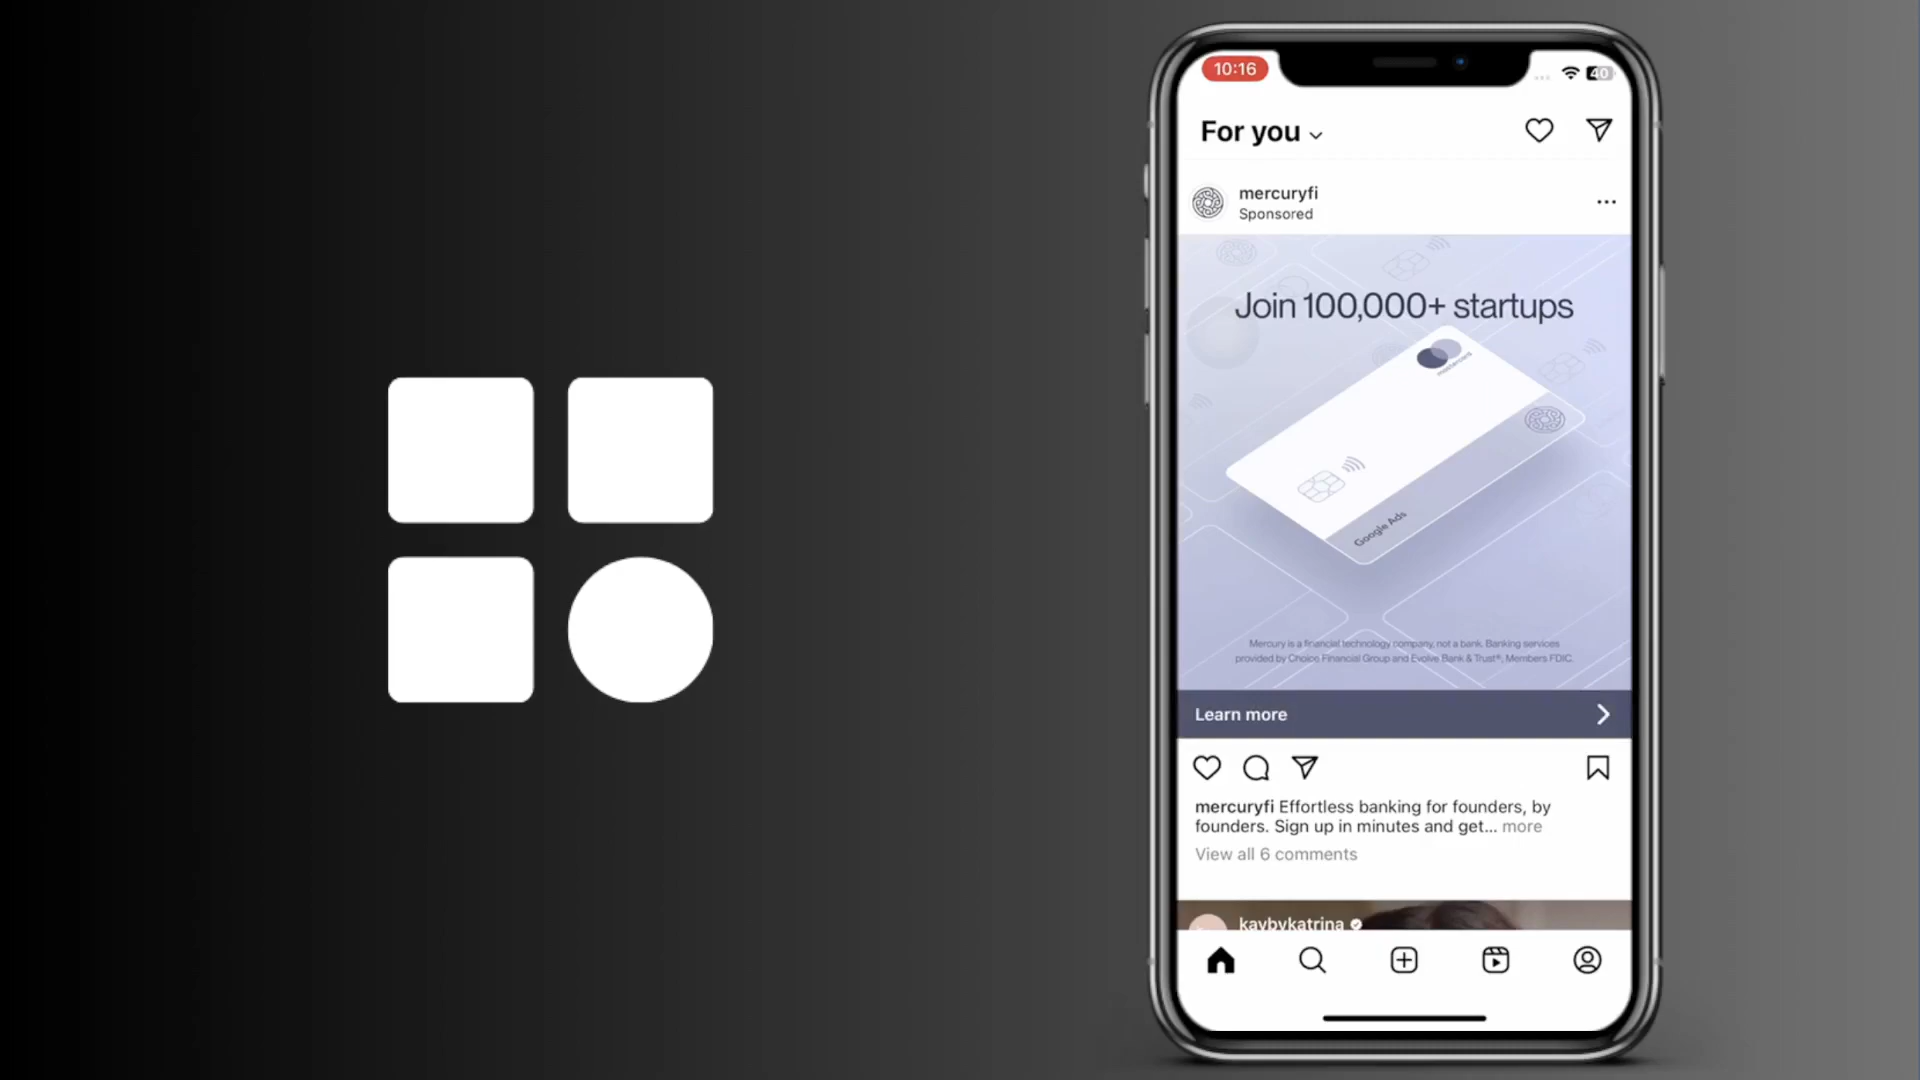 10:16
40
For you
mercuryfi
Sponsored
Join 100,000+ startups
mastercard
Google Ads
Mercury is a financial technology company, not a bank. Banking services
provided by Choice Financial Group and Evolve Bank & Trust®, Members FDIC.
Learn more
mercuryfi Effortless banking for founders, by
founders. Sign up in minutes and get... more
View all 6 comments
kaybykatrina